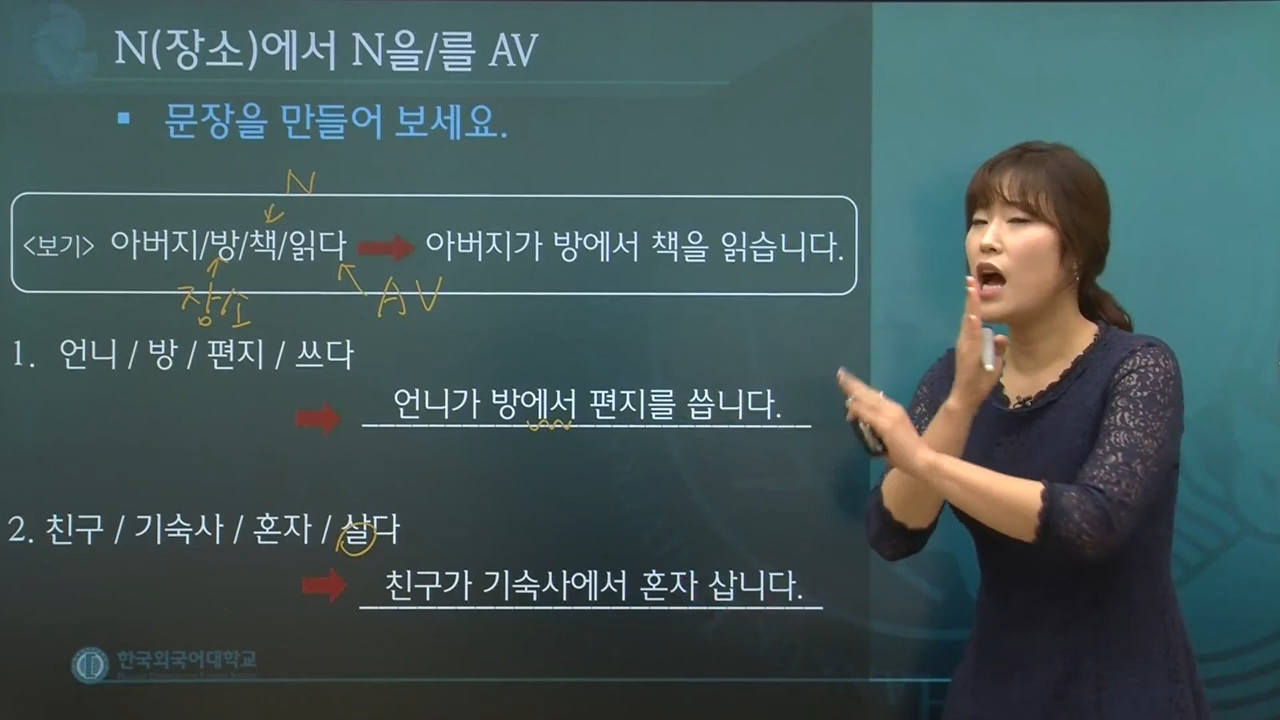 N(장소)에서 N을/를 AV
▪ 문장을 만들어 보세요.
N
<보기> 아버지/방/책/읽다 아버지가 방에서 책을 읽습니다.
장소 AV
1. 언니 / 방 / 편지 / 쓰다
언니가 방에서 편지를 씁니다.
2. 친구 / 기숙사 / 혼자 / 살다
친구가 기숙사에서 혼자 삽니다.
한국외국어대학교